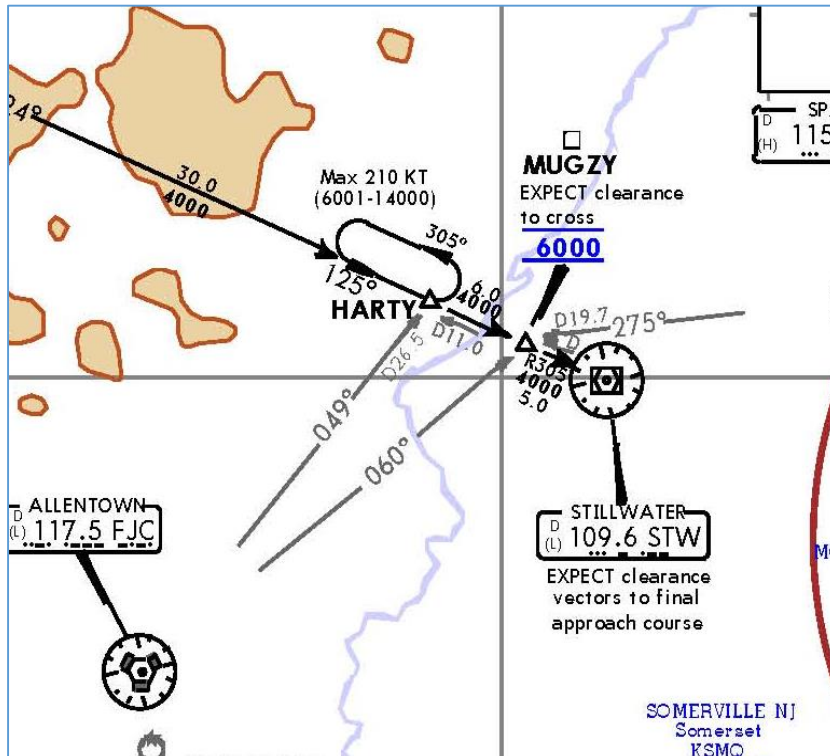 24°
30.0
4000
Max 210 KT
(6001-14000)
305°
125°
HARTY
6.0
4000
MUGZY
EXPECT clearance
to cross
6000
SP
D
(H) 115
D19.7
275°
D
D11.0
D26.5
R305
4000
5.0
049°
060°
ALLENTOWN
D
(L) 117.5 FJC
STILLWATER
D
(L) 109.6 STW
EXPECT clearance
vectors to final
approach course
M
SOMERVILLE NJ
Somerset
KSMQ